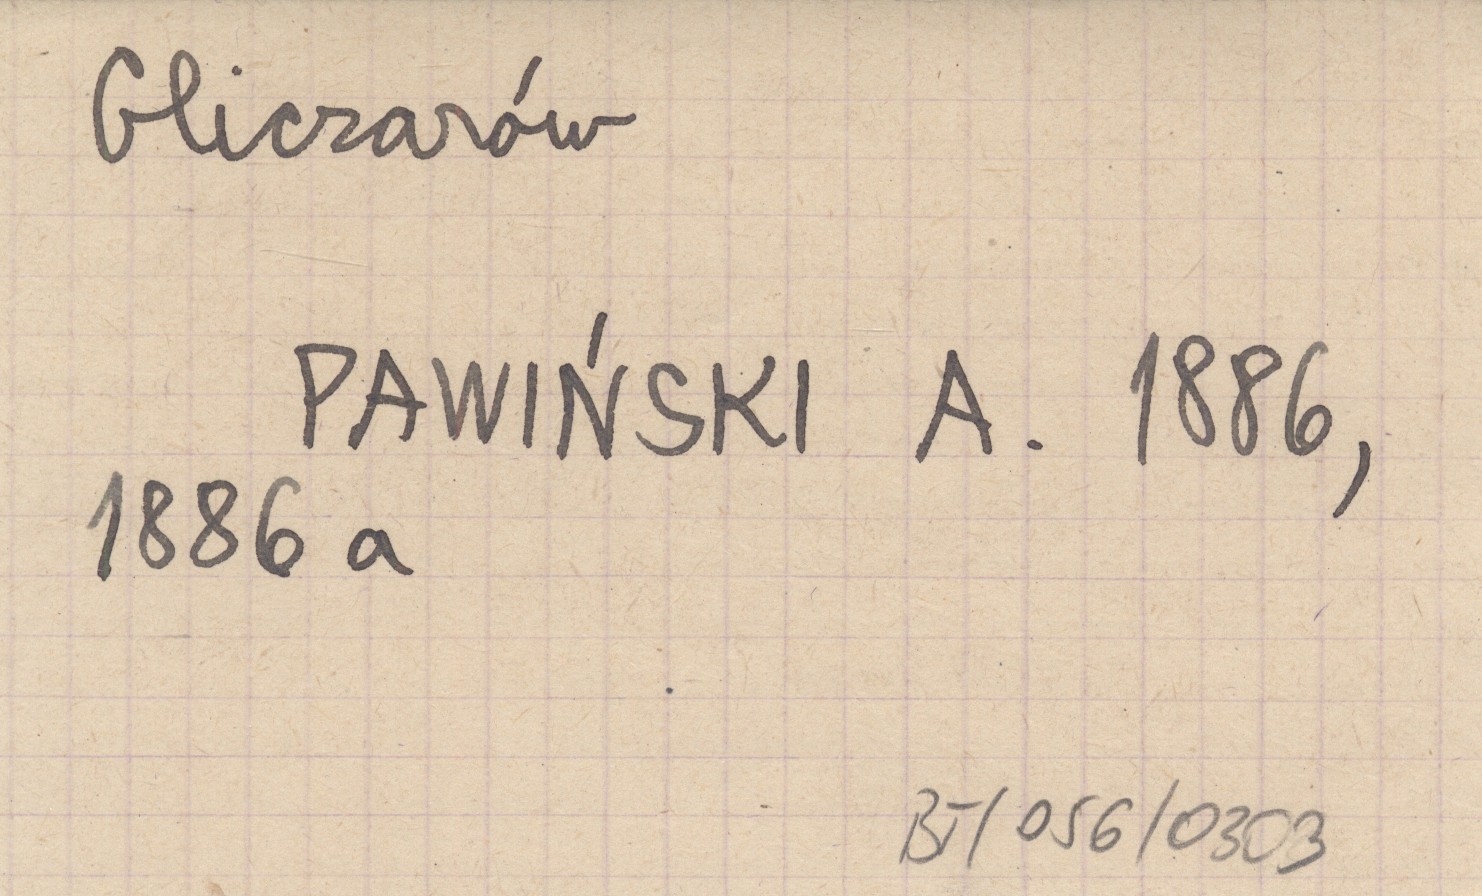 Gliczarów
PAWIŃSKI A. 1886,
1886 a
BT/056/0303